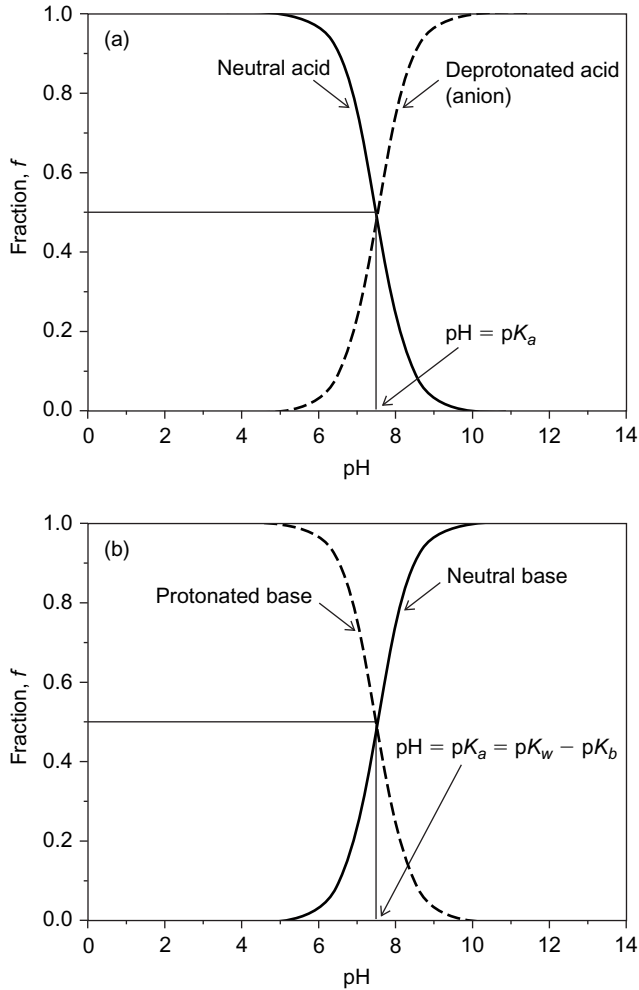 (a)
Neutral acid
Deprotonated acid
(anion)
pH = pKₐ
Fraction, f
1.0
0.8
0.6
0.4
0.2
0.0
0 2 4 6 8 10 12 14
pH
(b)
Protonated base
Neutral base
pH = pKₐ = pK_w − pK_b
Fraction, f
1.0
0.8
0.6
0.4
0.2
0.0
0 2 4 6 8 10 12 14
pH